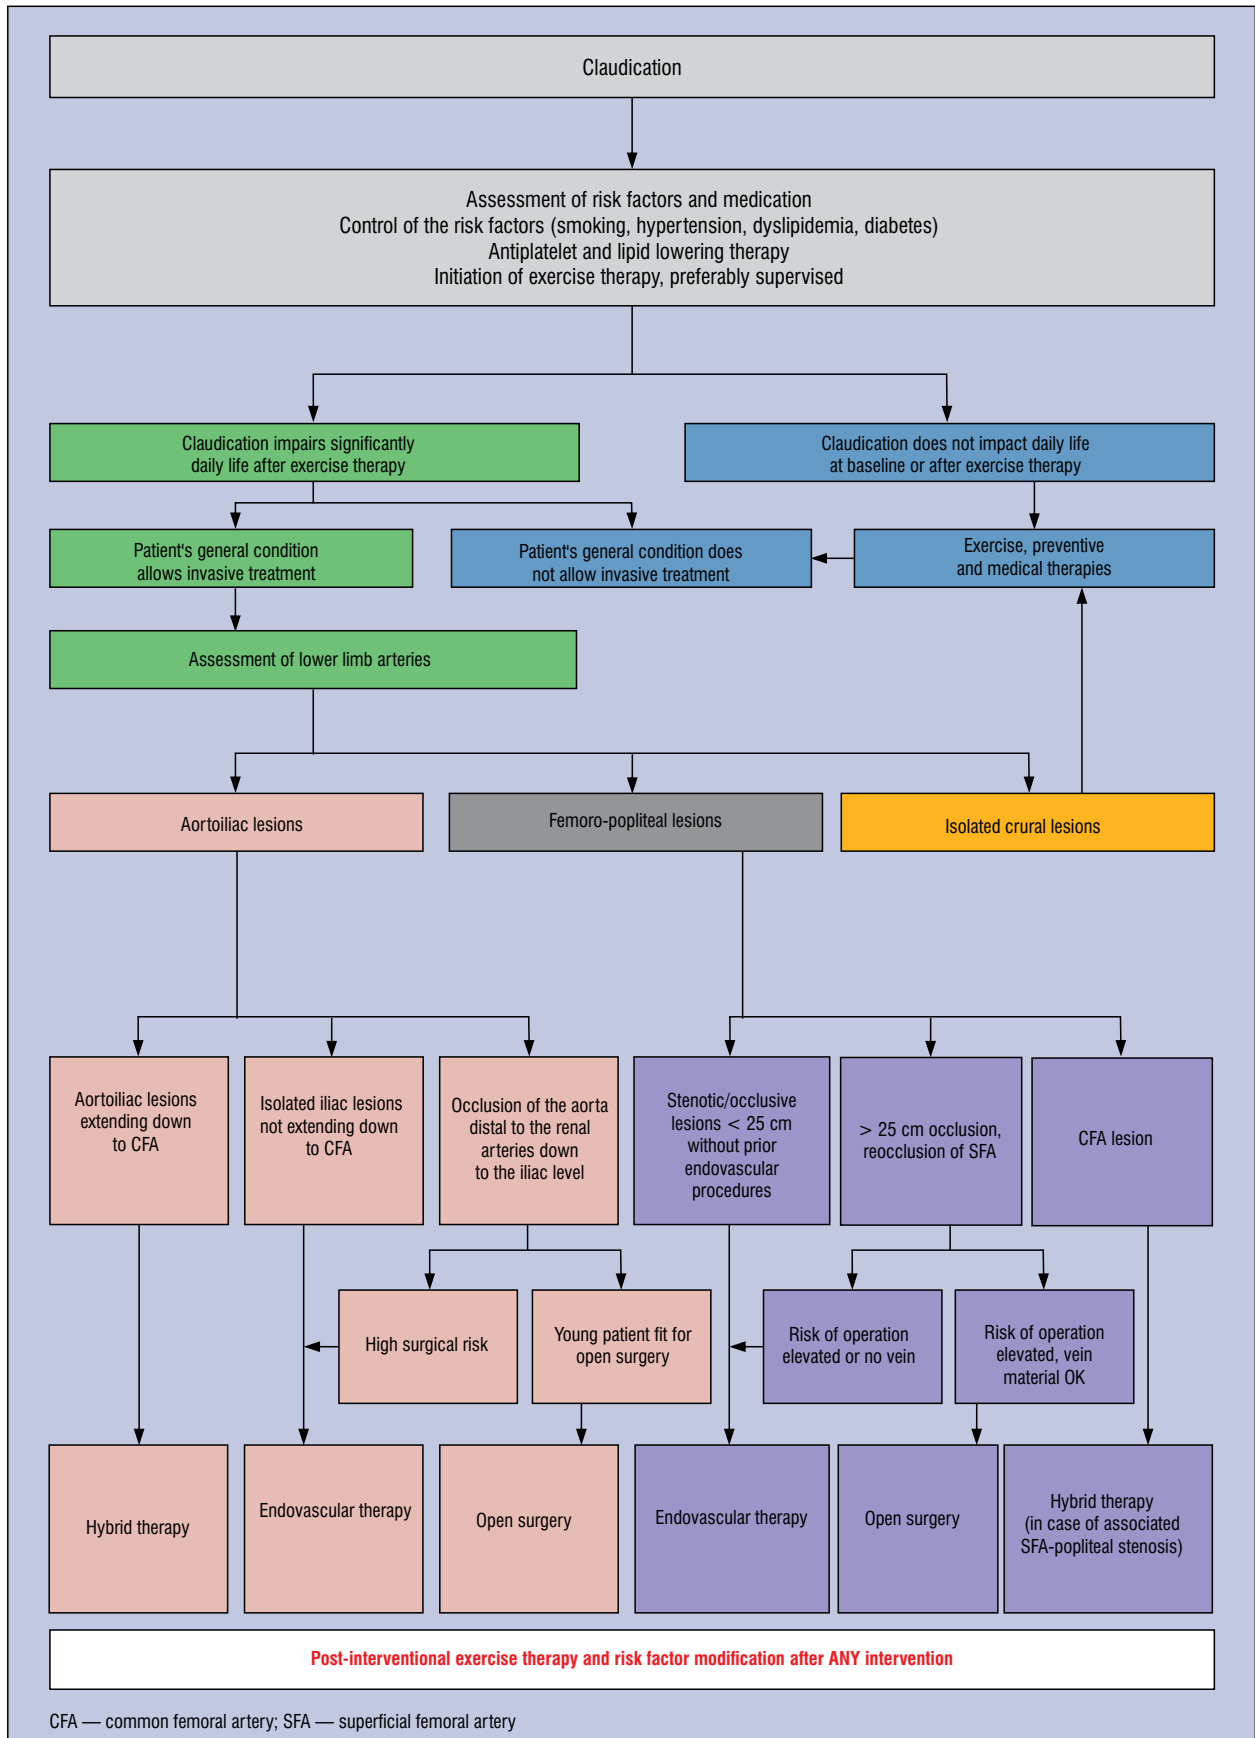 Claudication
Assessment of risk factors and medication
Control of the risk factors (smoking, hypertension, dyslipidemia, diabetes)
Antiplatelet and lipid lowering therapy
Initiation of exercise therapy, preferably supervised
Claudication impairs significantly
daily life after exercise therapy
Claudication does not impact daily life
at baseline or after exercise therapy
Patient's general condition
allows invasive treatment
Patient's general condition does
not allow invasive treatment
Exercise, preventive
and medical therapies
Assessment of lower limb arteries
Aortoiliac lesions
Femoro-popliteal lesions
Isolated crural lesions
Aortoiliac lesions
extending down
to CFA
Isolated iliac lesions
not extending down
to CFA
Occlusion of the aorta
distal to the renal
arteries down
to the iliac level
Stenotic/occlusive
lesions < 25 cm
without prior
endovascular
procedures
> 25 cm occlusion,
reocclusion of SFA
CFA lesion
High surgical risk
Young patient fit for
open surgery
Risk of operation
elevated or no vein
Risk of operation
elevated, vein
material OK
Hybrid therapy
Endovascular therapy
Open surgery
Endovascular therapy
Open surgery
Hybrid therapy
(in case of associated
SFA-popliteal stenosis)
Post-interventional exercise therapy and risk factor modification after ANY intervention
CFA — common femoral artery; SFA — superficial femoral artery